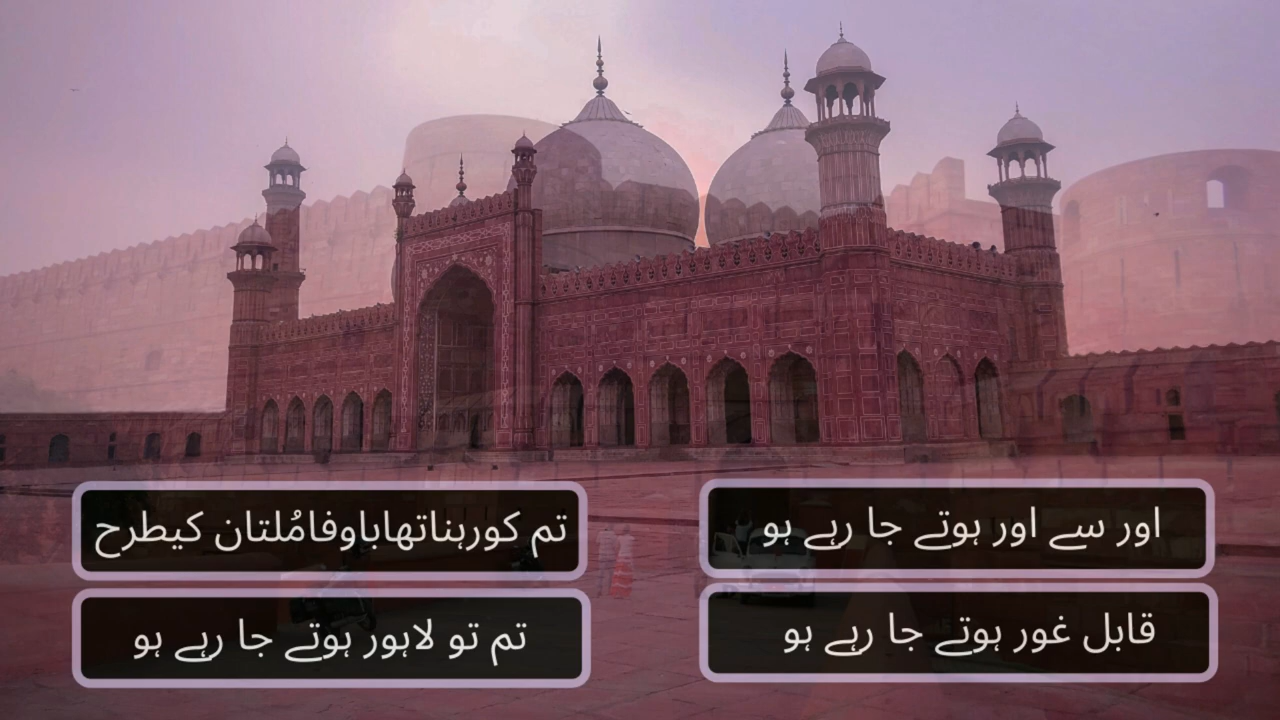 اور سے اور ہوتے جا رہے ہو
قابل غور ہوتے جا رہے ہو
تم کورہناتھاباوفامُلتان کیطرح
تم تو لاہور ہوتے جا رہے ہو